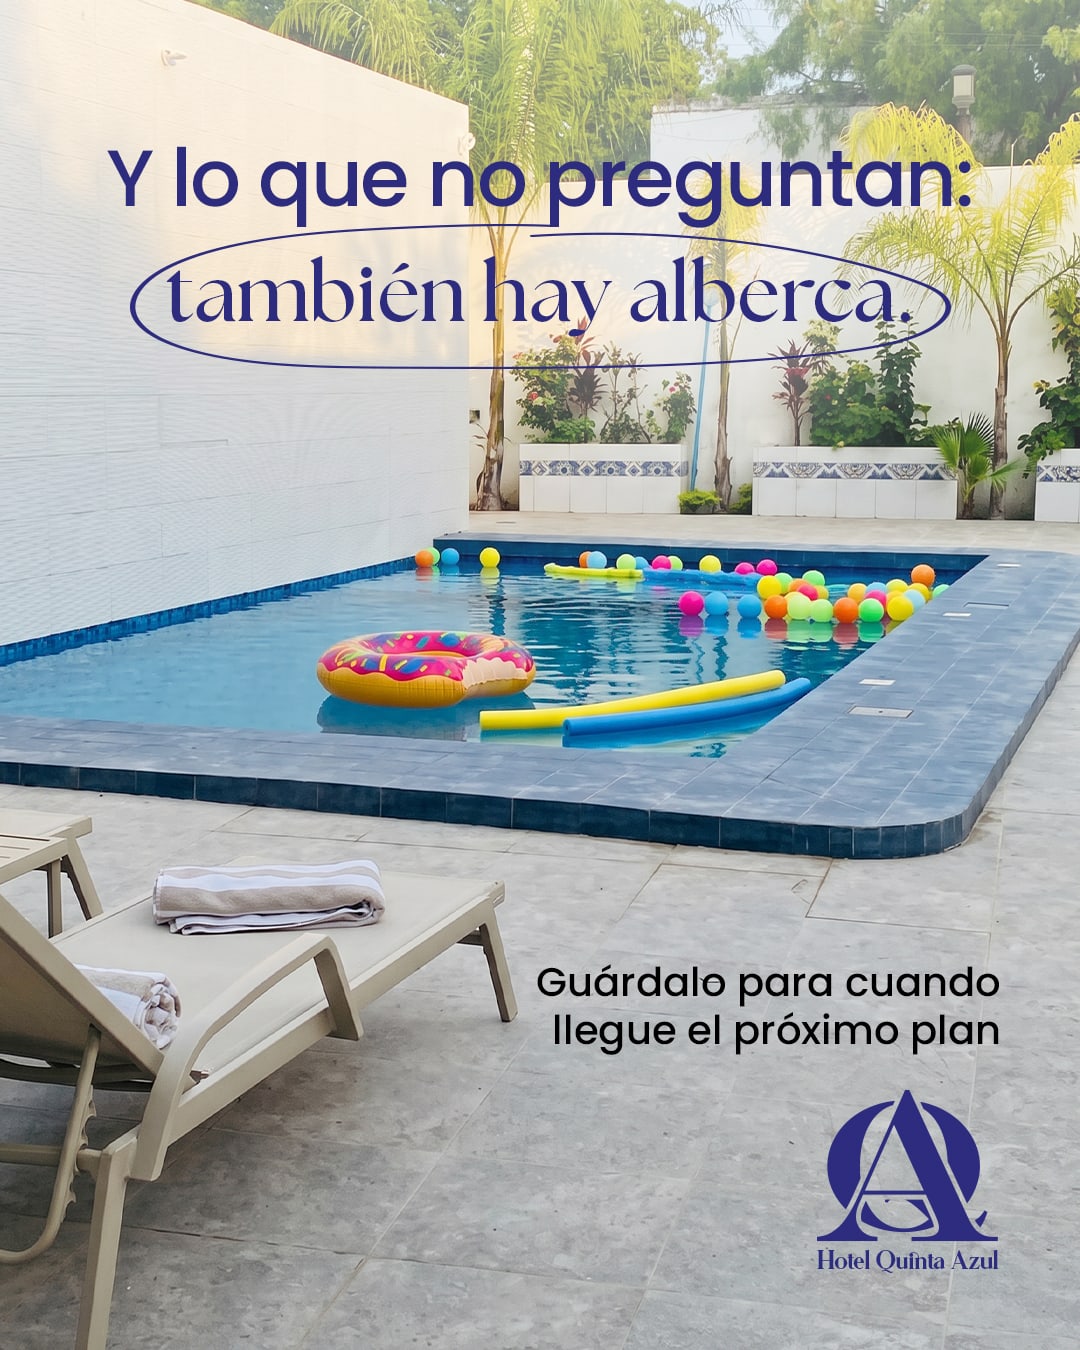 Y lo que no preguntan:
también hay alberca.
Guárdalo para cuando
llegue el próximo plan
Hotel Quinta Azul